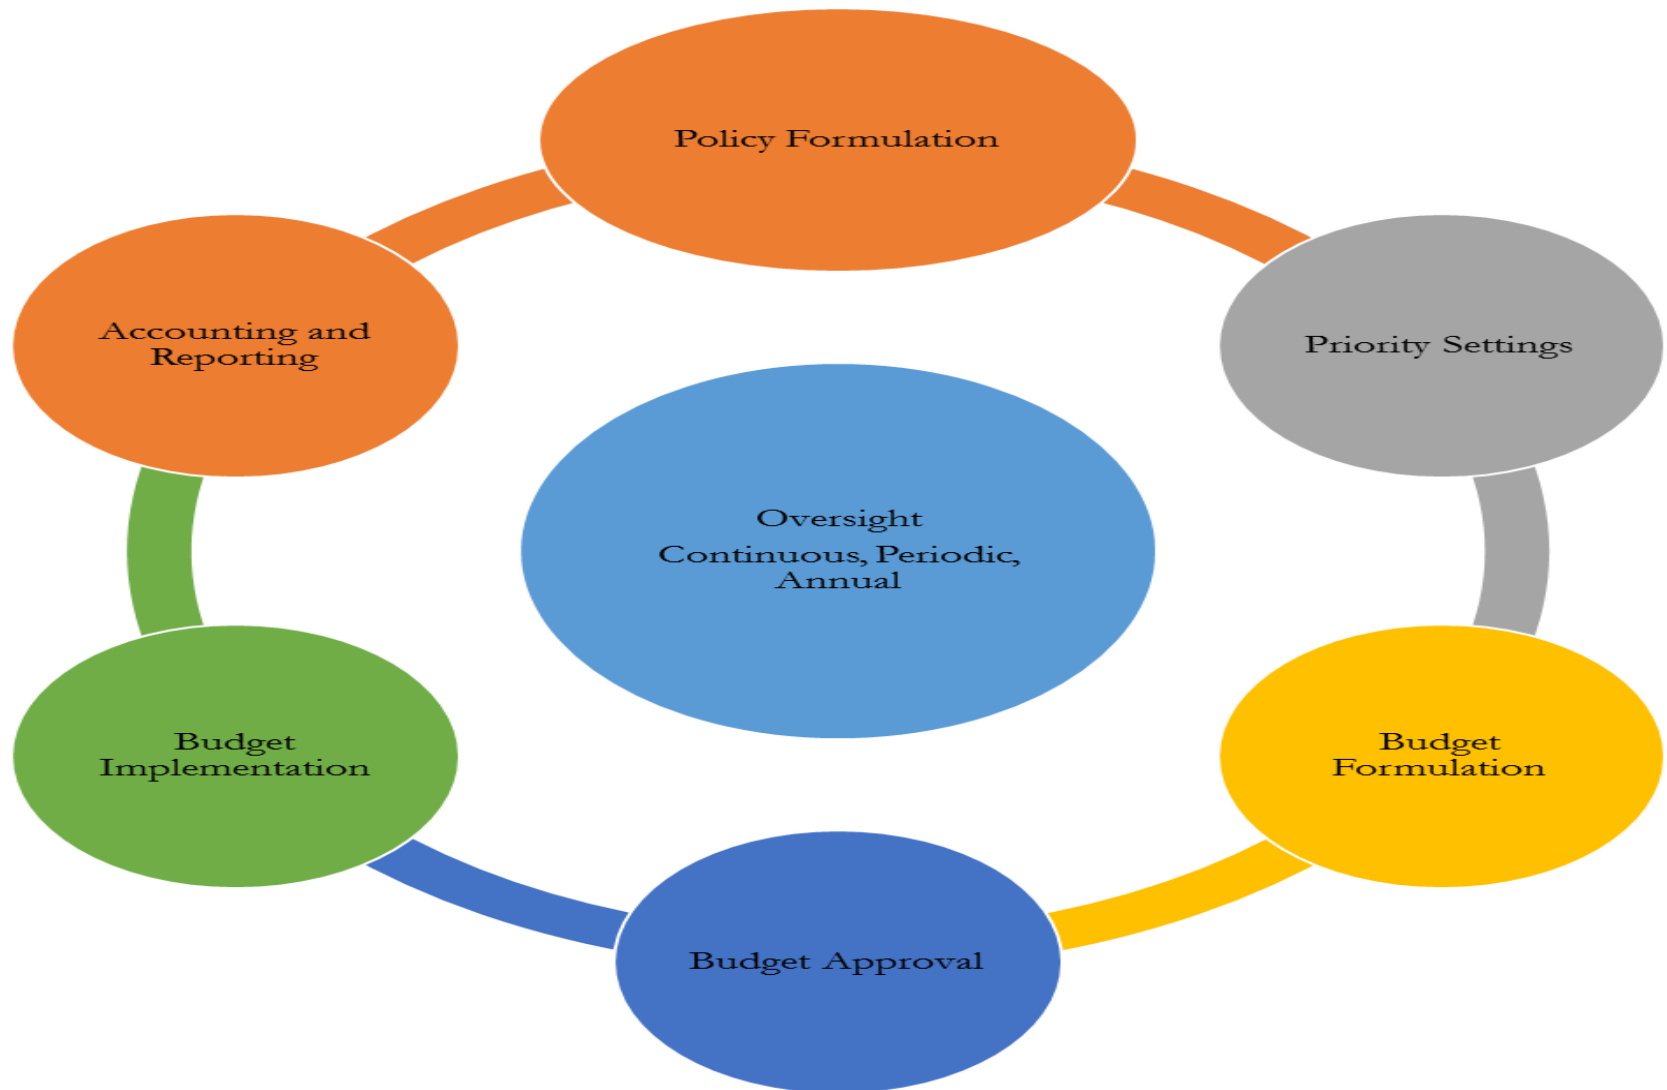 Policy Formulation
Priority Settings
Budget
Formulation
Budget Approval
Budget
Implementation
Accounting and
Reporting
Oversight
Continuous, Periodic,
Annual